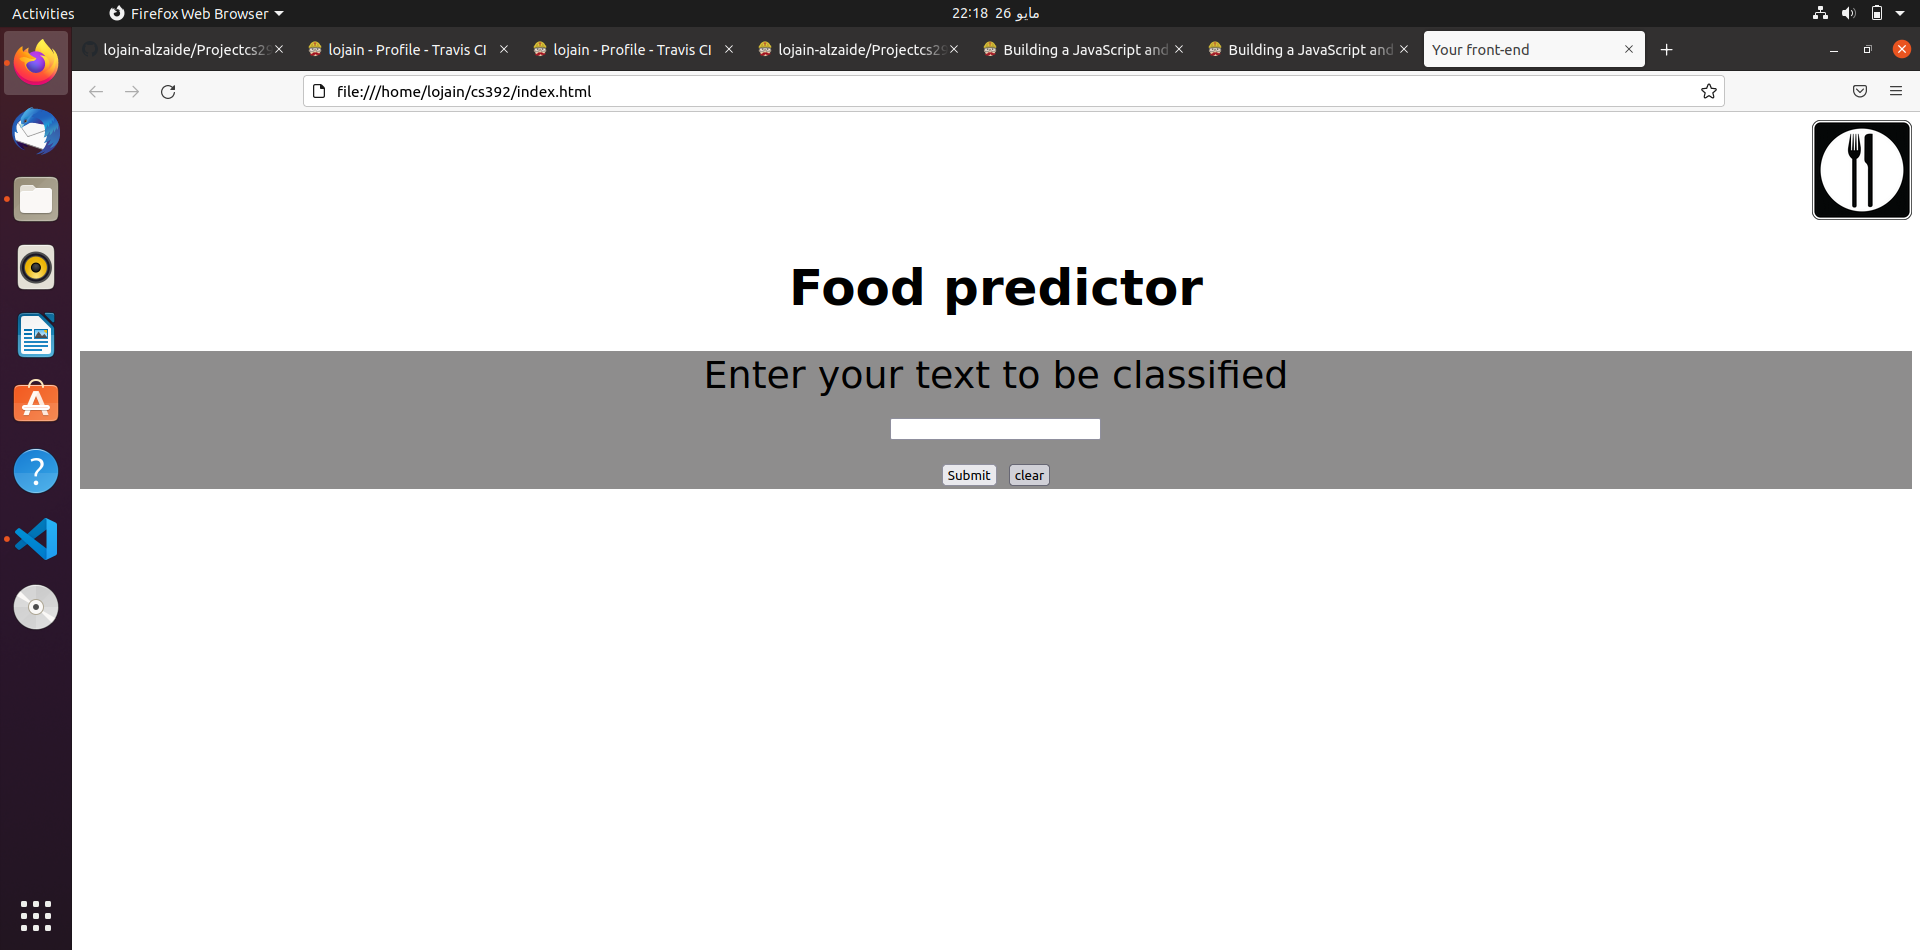 Activities
Firefox Web Browser
22:18 26 مايو
lojain-alzaide/Projectcs29
lojain - Profile - Travis CI
lojain - Profile - Travis CI
lojain-alzaide/Projectcs29
Building a JavaScript and
Building a JavaScript and
Your front-end
file:///home/lojain/cs392/index.html
Food predictor
Enter your text to be classified
Submit
clear